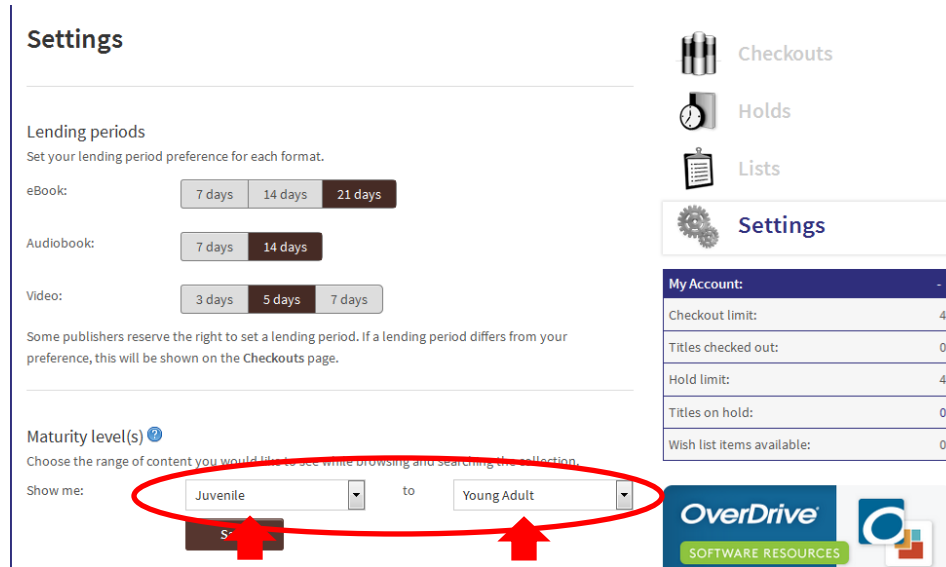 Settings
Lending periods
Set your lending period preference for each format.
eBook:
7 days 14 days 21 days
Audiobook:
7 days 14 days
Video:
3 days 5 days 7 days
Some publishers reserve the right to set a lending period. If a lending period differs from your
preference, this will be shown on the Checkouts page.
Maturity level(s) ?
Choose the range of content you would like to see while browsing and searching the collection.
Show me:
Juvenile to Young Adult
Checkouts
Holds
Lists
Settings
My Account: -
Checkout limit: 4
Titles checked out: 0
Hold limit: 4
Titles on hold: 0
Wish list items available: 0
OverDrive
SOFTWARE RESOURCES